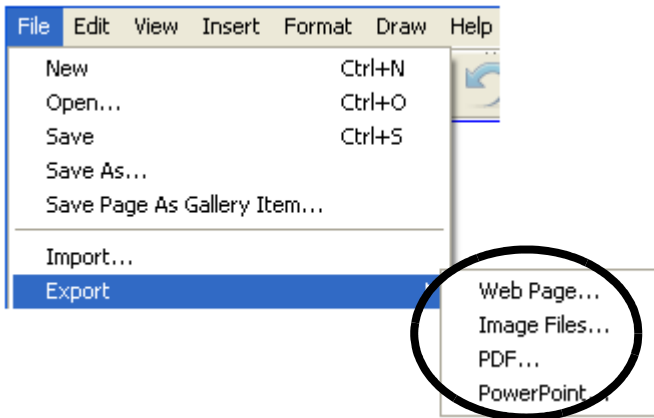 File Edit View Insert Format Draw Help
New Ctrl+N
Open... Ctrl+O
Save Ctrl+S
Save As...
Save Page As Gallery Item...
Import...
Export
Web Page...
Image Files...
PDF...
PowerPoint...